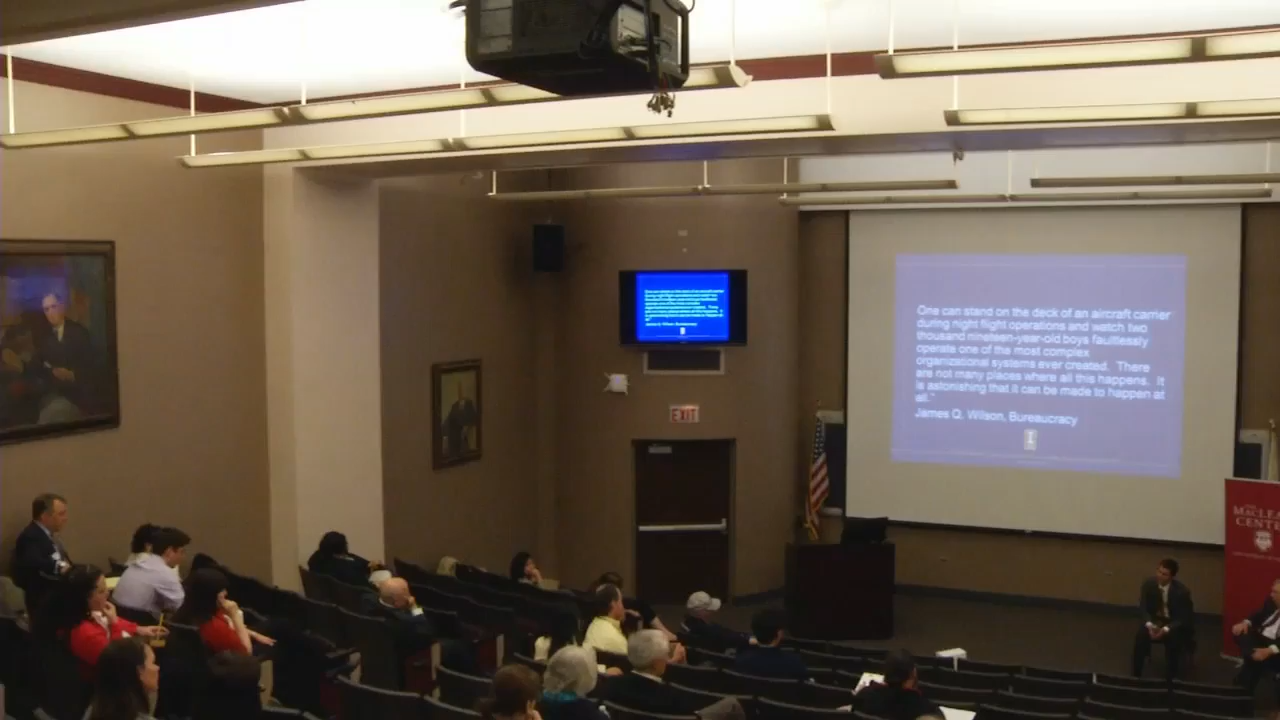 One can stand on the deck of an aircraft carrier
during night flight operations and watch two
thousand nineteen-year-old boys faultlessly
operate one of the most complex
organizational systems ever created. There
are not many places where all this happens. It
is astonishing that it can be made to happen at
all."
James Q. Wilson, Bureaucracy
I
EXIT
MACLEA
CENTE